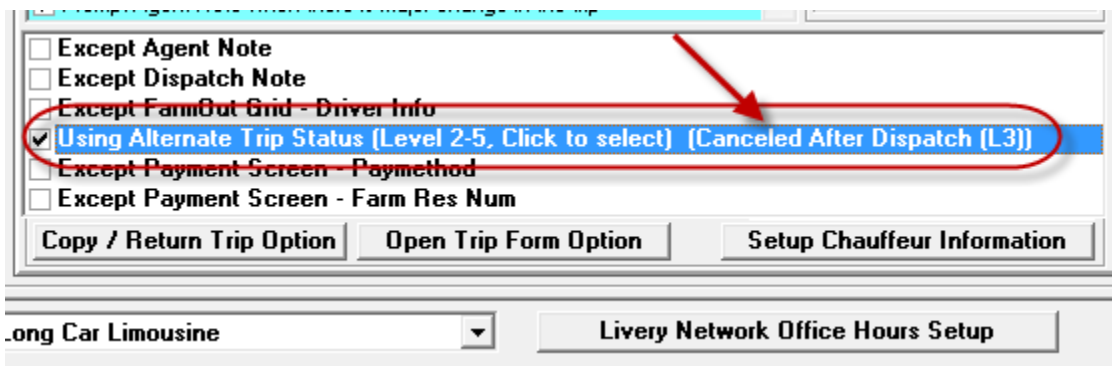 Except Agent Note
Except Dispatch Note
Except FarmOut Grid - Driver Info
Using Alternate Trip Status (Level 2-5, Click to select) (Canceled After Dispatch (L3))
Except Payment Screen - Paymethod
Except Payment Screen - Farm Res Num
Copy / Return Trip Option Open Trip Form Option Setup Chauffeur Information
Long Car Limousine Livery Network Office Hours Setup